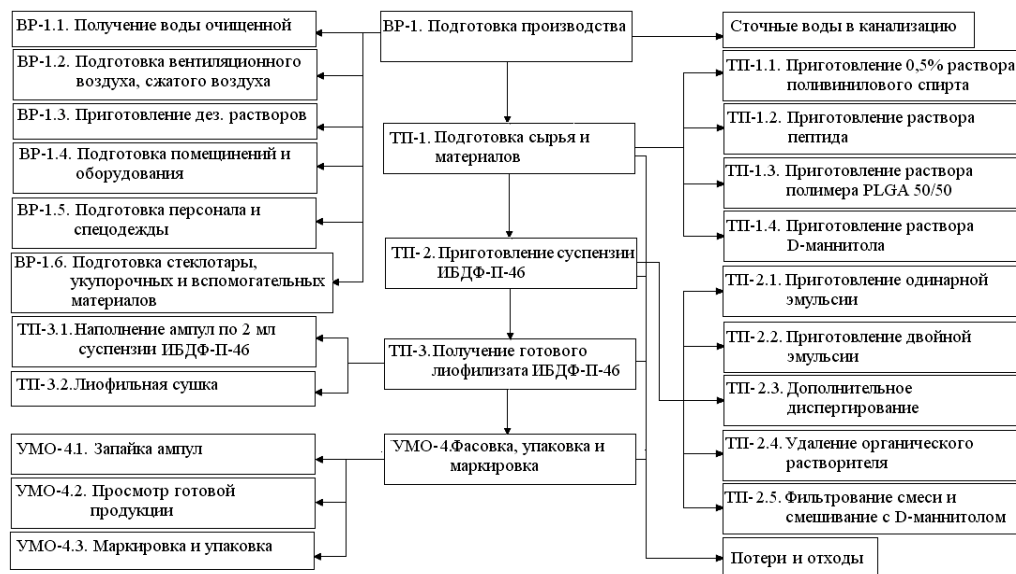 ВР-1.1. Получение воды очищенной
ВР-1.2. Подготовка вентиляционного
воздуха, сжатого воздуха
ВР-1.3. Приготовление дез. растворов
ВР-1.4. Подготовка помещинений и
оборудования
ВР-1.5. Подготовка персонала и
спецодежды
ВР-1.6. Подготовка стеклотары,
укупорочных и вспомогательных
материалов
ТП-3.1. Наполнение ампул по 2 мл
суспензии ИБДФ-П-46
ТП-3.2.Лиофильная сушка
УМО-4.1. Запайка ампул
УМО-4.2. Просмотр готовой
продукции
УМО-4.3. Маркировка и упаковка
ВР-1. Подготовка производства
ТП-1. Подготовка сырья и
материалов
ТП-2. Приготовление суспензии
ИБДФ-П-46
ТП-3. Получение готового
лиофилизата ИБДФ-П-46
УМО-4.Фасовка, упаковка и
маркировка
Сточные воды в канализацию
ТП-1.1. Приготовление 0,5% раствора
поливинилового спирта
ТП-1.2. Приготовление раствора
пептида
ТП-1.3. Приготовление раствора
полимера PLGA 50/50
ТП-1.4. Приготовление раствора
D-маннитола
ТП-2.1. Приготовление одинарной
эмульсии
ТП-2.2. Приготовление двойной
эмульсии
ТП-2.3. Дополнительное
диспергирование
ТП-2.4. Удаление органического
растворителя
ТП-2.5. Фильтрование смеси и
смешивание с D-маннитолом
Потери и отходы